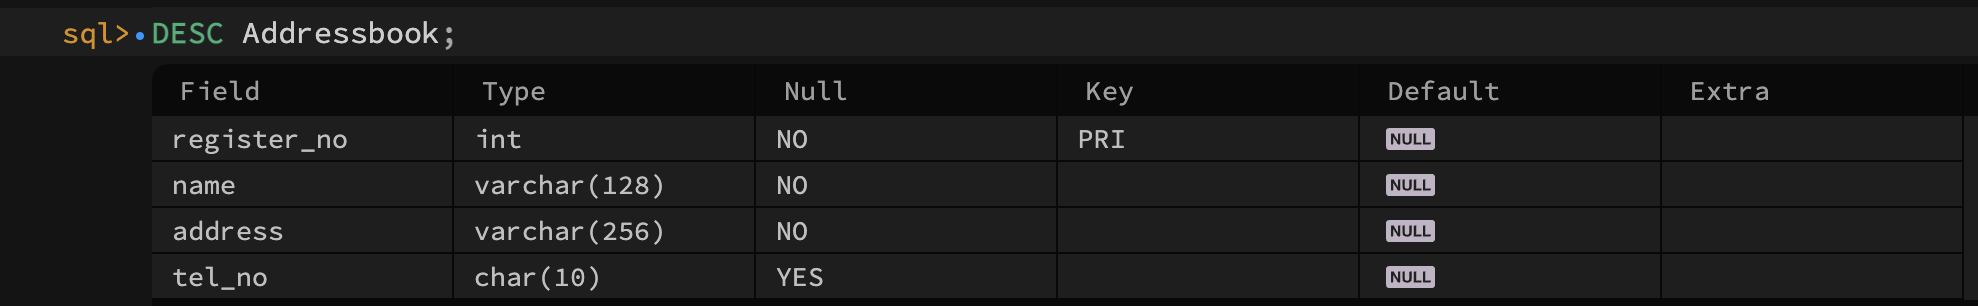 sql> DESC Addressbook;
Field Type Null Key Default Extra
register_no int NO PRI NULL
name varchar(128) NO NULL
address varchar(256) NO NULL
tel_no char(10) YES NULL